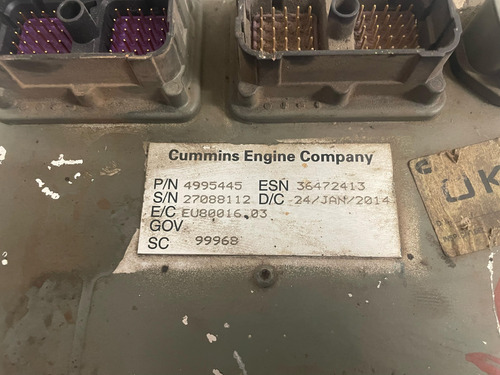 Cummins Engine Company
P/N 4995445 ESN 36472413
S/N 27088112 D/C 24/JAN/2014
E/C EU80016.03
GOV
SC 99968
UK